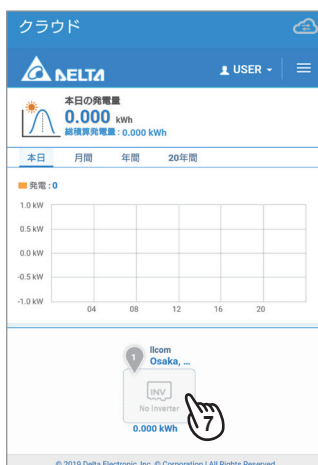 クラウド
DELTA
USER
本日の発電量
0.000 kWh
総積算発電量 : 0.000 kWh
本日 月間 年間 20年間
発電 : 0
1.0 kW
0.5 kW
0.0 kW
-0.5 kW
-1.0 kW
04 08 12 16 20
1
Ilcom
Osaka, ...
INV
No Inverter
7
0.000 kWh
© 2019 Delta Electronic, Inc. © Corporation | All Rights Reserved